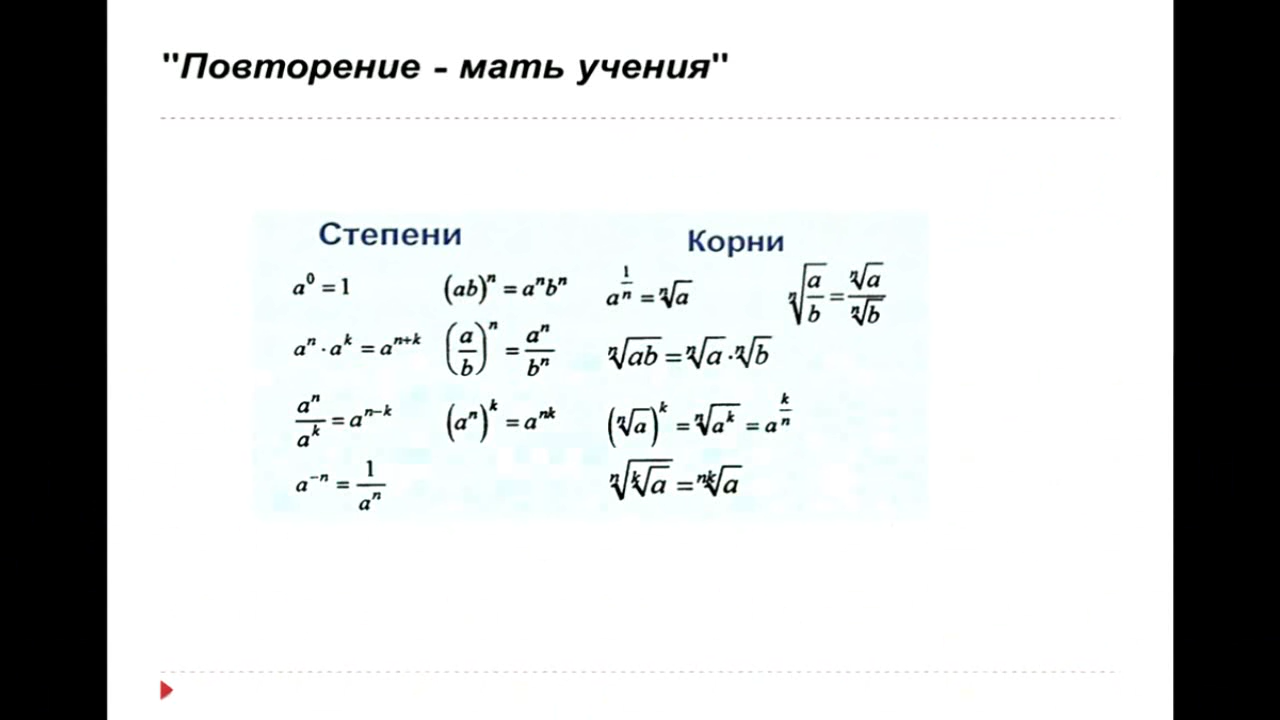 "Повторение - мать учения"
Степени
Корни
a⁰ = 1 (ab)ⁿ = aⁿbⁿ a^(1/n) = ⁿ√a ⁿ√(a/b) = ⁿ√a / ⁿ√b
aⁿ · aᵏ = aⁿ⁺ᵏ (a/b)ⁿ = aⁿ/bⁿ ⁿ√(ab) = ⁿ√a · ⁿ√b
aⁿ/aᵏ = aⁿ⁻ᵏ (aⁿ)ᵏ = aⁿᵏ (ⁿ√a)ᵏ = ⁿ√(aᵏ) = a^(k/n)
a⁻ⁿ = 1/aⁿ ⁿ√(ᵏ√a) = ⁿᵏ√a